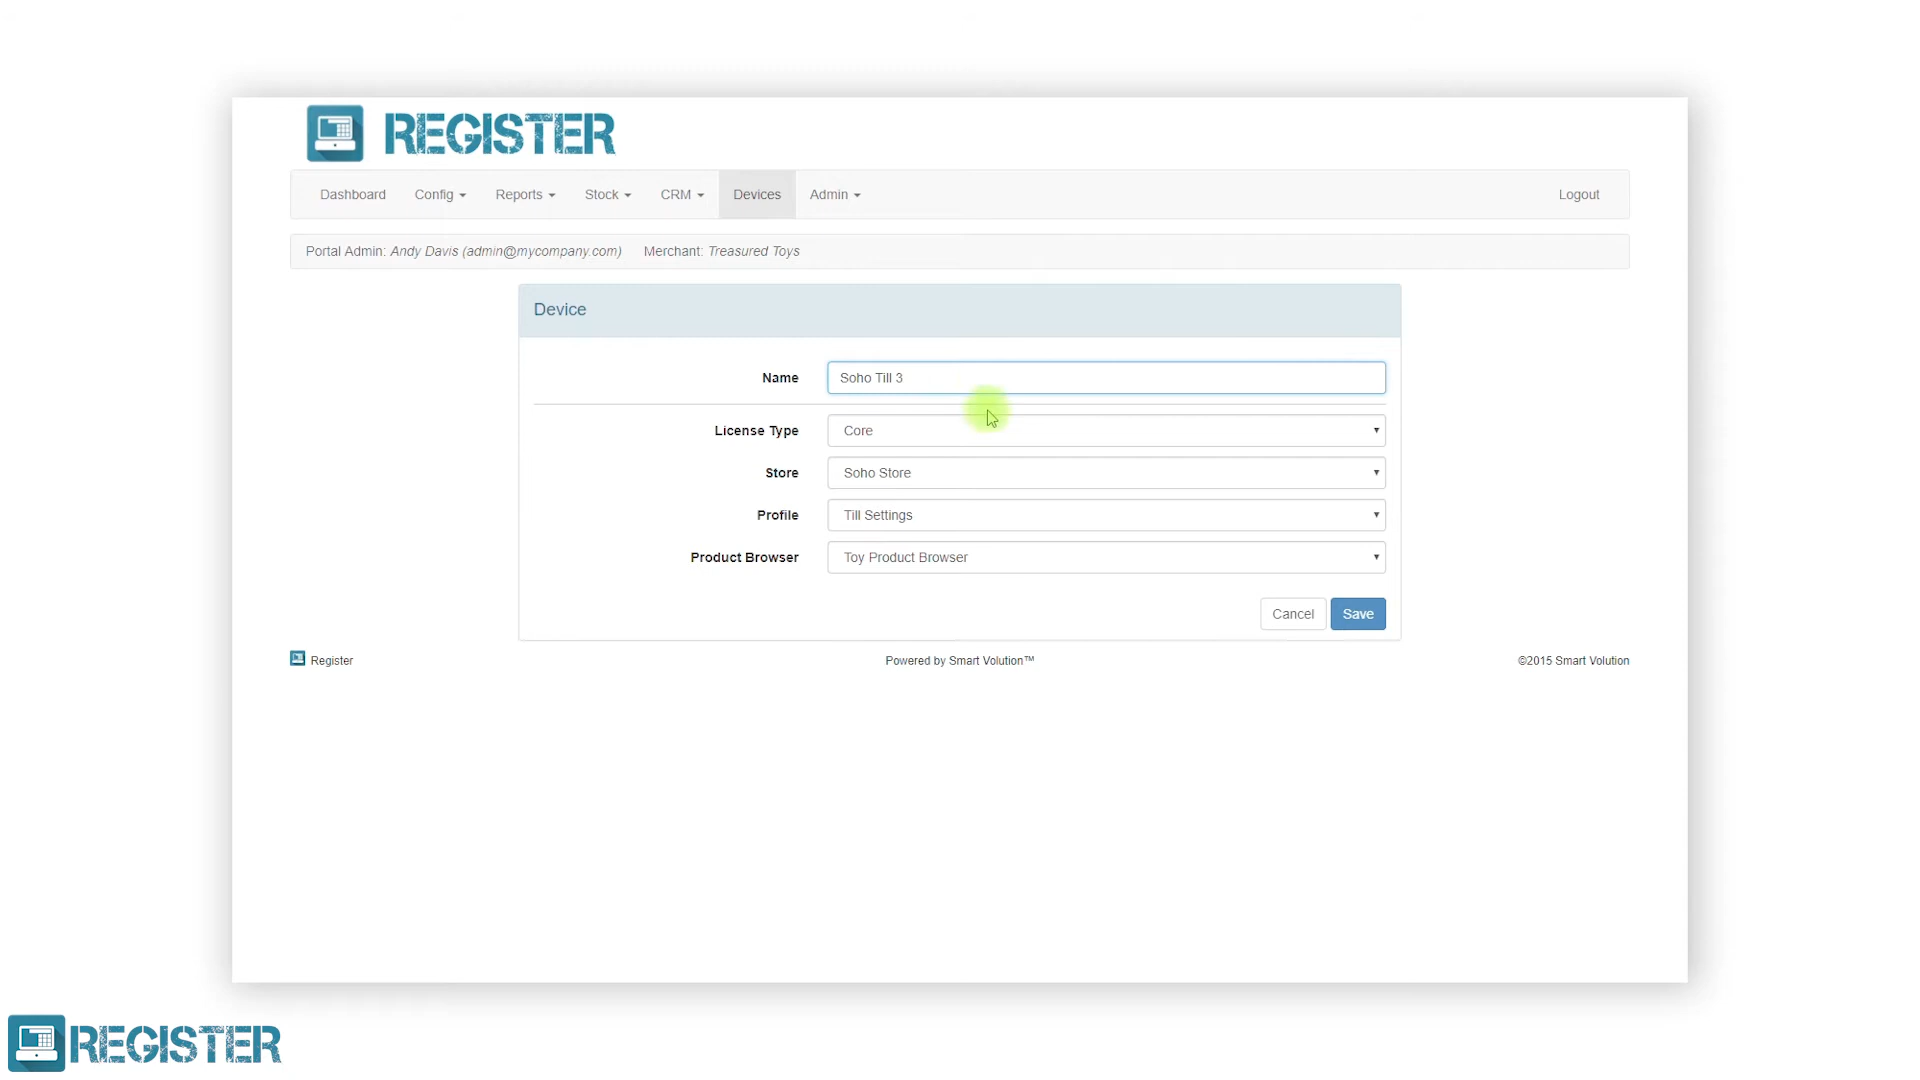 REGISTER
Dashboard Config Reports Stock CRM Devices Admin Logout
Portal Admin: Andy Davis (admin@mycompany.com) Merchant: Treasured Toys
Device
Name Soho Till 3
License Type Core
Store Soho Store
Profile Till Settings
Product Browser Toy Product Browser
Cancel Save
Register Powered by Smart Volution™ ©2015 Smart Volution
REGISTER